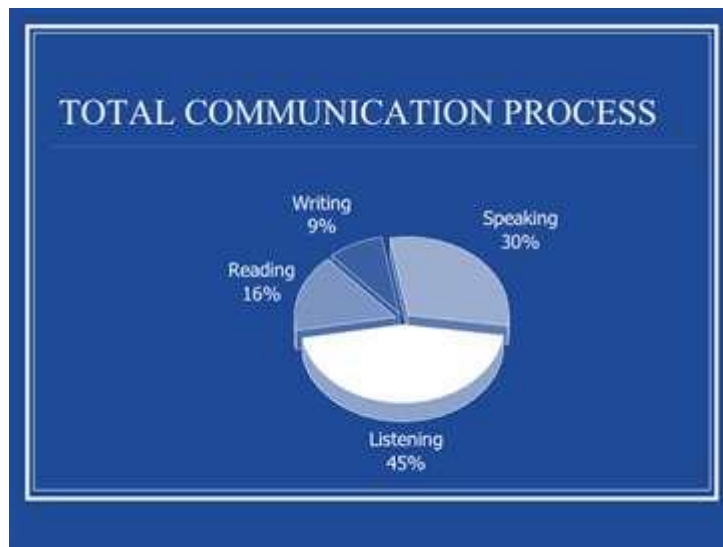 TOTAL COMMUNICATION PROCESS
Writing
9%
Speaking
30%
Reading
16%
Listening
45%